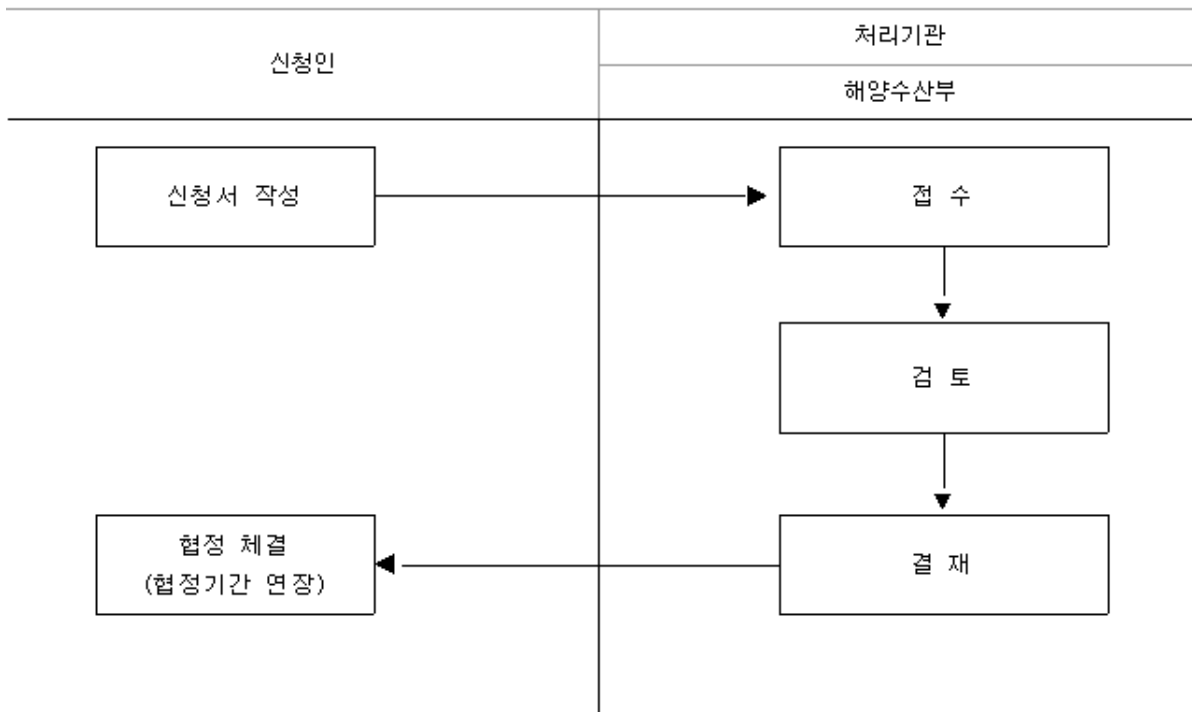 신청인
처리기관
해양수산부
신청서 작성
접 수
검 토
결 재
협정 체결
(협정기간 연장)